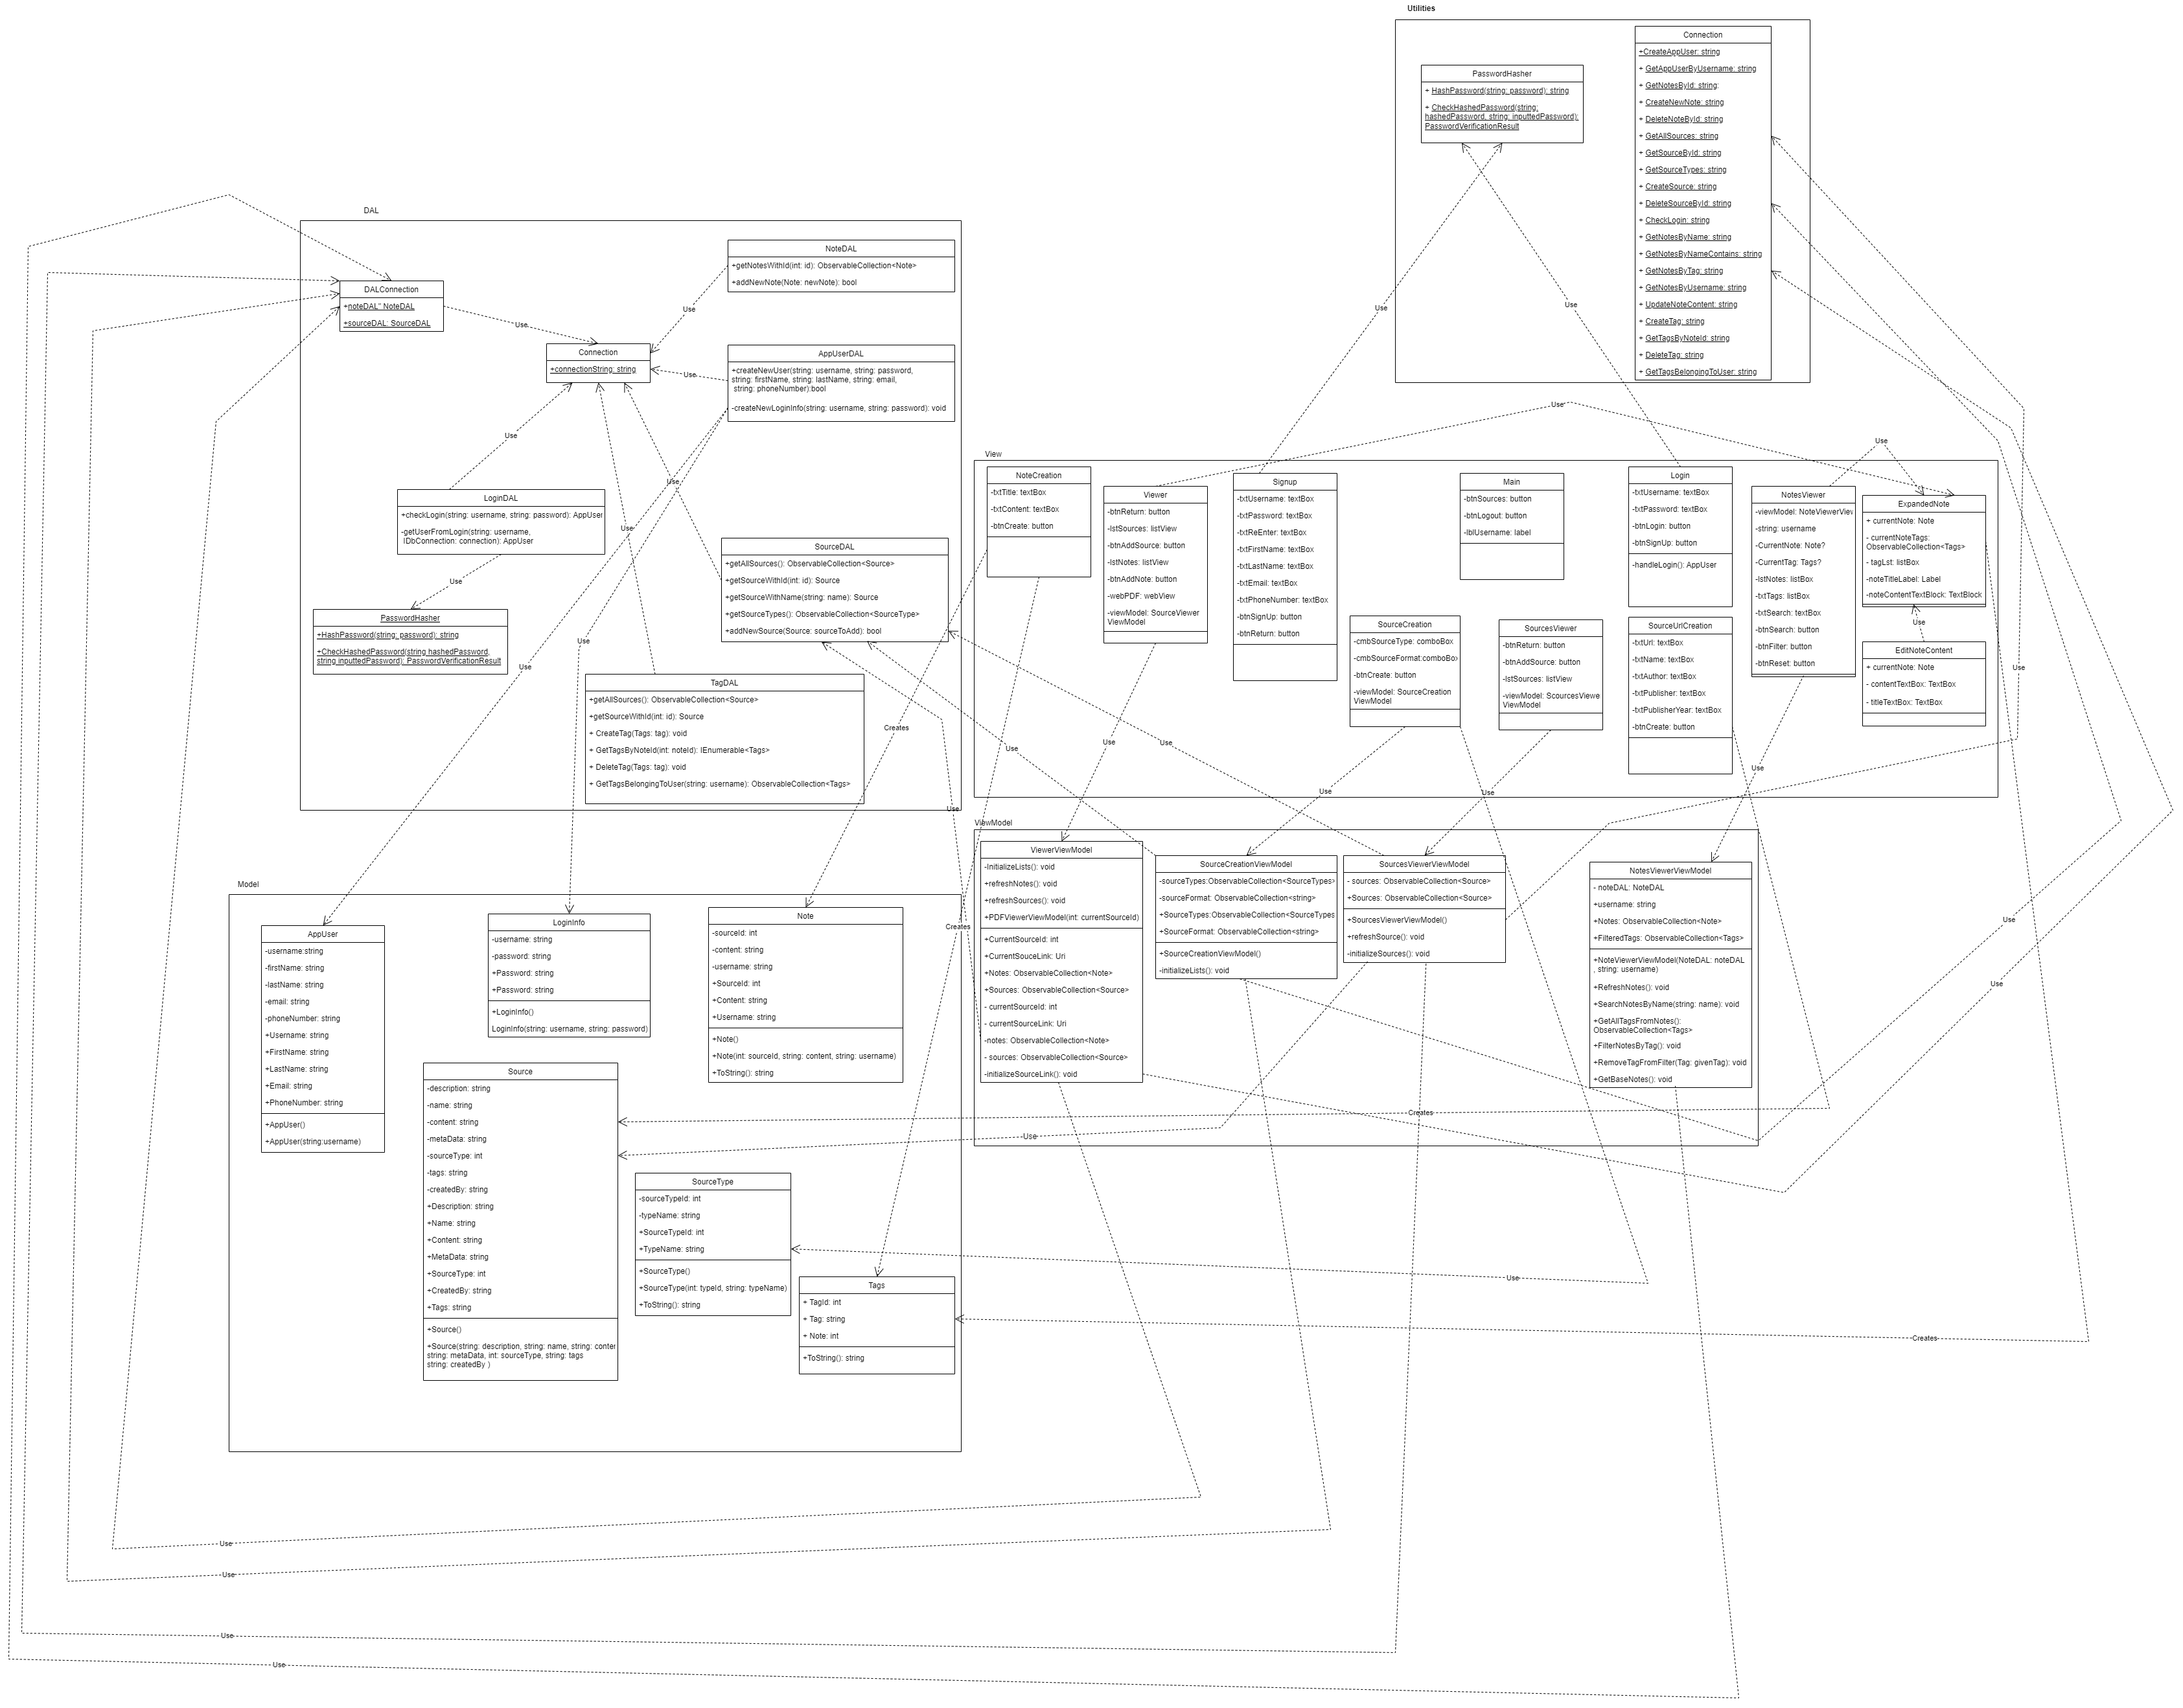 Utilities
Connection
+CreateAppUser: string
+ GetAppUserByUsername: string
+ GetNotesById: string:
+ CreateNewNote: string
+ DeleteNoteById: string
+ GetAllSources: string
+ GetSourceById: string
+ GetSourceTypes: string
+ CreateSource: string
+ DeleteSourceById: string
+ CheckLogin: string
+ GetNotesByName: string
+ GetNotesByNameContains: string
+ GetNotesByTag: string
+ GetNotesByUsername: string
+ UpdateNoteContent: string
+ CreateTag: string
+ GetTagsByNoteId: string
+ DeleteTag: string
+ GetTagsBelongingToUser: string
PasswordHasher
+ HashPassword(string: password): string
+ CheckHashedPassword(string:
hashedPassword, string: inputtedPassword):
PasswordVerificationResult
Use
Use
DAL
NoteDAL
+getNotesWithId(int: id): ObservableCollection<Note>
+addNewNote(Note: newNote): bool
DALConnection
+noteDAL" NoteDAL
+sourceDAL: SourceDAL
Use
Use
Connection
+connectionString: string
Use
AppUserDAL
+createNewUser(string: username, string: password,
string: firstName, string: lastName, string: email,
string: phoneNumber):bool
-createNewLoginInfo(string: username, string: password): void
Use
LoginDAL
+checkLogin(string: username, string: password): AppUser
-getUserFromLogin(string: username,
IDbConnection: connection): AppUser
Use
Use
Use
PasswordHasher
+HashPassword(string: password): string
+CheckHashedPassword(string hashedPassword,
string inputtedPassword): PasswordVerificationResult
SourceDAL
+getAllSources(): ObservableCollection<Source>
+getSourceWithId(int: id): Source
+getSourceWithName(string: name): Source
+getSourceTypes(): ObservableCollection<SourceType>
+addNewSource(Source: sourceToAdd): bool
Use
Use
TagDAL
+getAllSources(): ObservableCollection<Source>
+getSourceWithId(int: id): Source
+ CreateTag(Tags: tag): void
+ GetTagsByNoteId(int: noteId): IEnumerable<Tags>
+ DeleteTag(Tags: tag): void
+ GetTagsBelongingToUser(string: username): ObservableCollection<Tags>
View
Use
Use
NoteCreation
-txtTitle: textBox
-txtContent: textBox
-btnCreate: button
Viewer
-btnReturn: button
-lstSources: listView
-btnAddSource: button
-lstNotes: listView
-btnAddNote: button
-webPDF: webView
-viewModel: SourceViewer
ViewModel
Signup
-txtUsername: textBox
-txtPassword: textBox
-txtReEnter: textBox
-txtFirstName: textBox
-txtLastName: textBox
-txtEmail: textBox
-txtPhoneNumber: textBox
-btnSignUp: button
-btnReturn: button
Main
-btnSources: button
-btnLogout: button
-lblUsername: label
Login
-txtUsername: textBox
-txtPassword: textBox
-btnLogin: button
-btnSignUp: button
-handleLogin(): AppUser
NotesViewer
-viewModel: NoteViewerViev
-string: username
-CurrentNote: Note?
-CurrentTag: Tags?
-lstNotes: listBox
-txtTags: listBox
-txtSearch: textBox
-btnSearch: button
-btnFilter: button
-btnReset: button
ExpandedNote
+ currentNote: Note
- currentNoteTags:
ObservableCollection<Tags>
- tagLst: listBox
-noteTitleLabel: Label
-noteContentTextBlock: TextBlock
Use
EditNoteContent
+ currentNote: Note
- contentTextBox: TextBox
- titleTextBox: TextBox
SourceCreation
-cmbSourceType: comboBox
-cmbSourceFormat:comboBox
-btnCreate: button
-viewModel: SourceCreation
ViewModel
SourcesViewer
-btnReturn: button
-btnAddSource: button
-lstSources: listView
-viewModel: ScourcesViewe
ViewModel
SourceUrlCreation
-txtUrl: textBox
-txtName: textBox
-txtAuthor: textBox
-txtPublisher: textBox
-txtPublisherYear: textBox
-btnCreate: button
Use
Creates
Use
Use
Use
Use
Use
Use
Use
ViewModel
ViewerViewModel
-InitializeLists(): void
+refreshNotes(): void
+refreshSources(): void
+PDFViewerViewModel(int: currentSourceId)
+CurrentSourceId: int
+CurrentSouceLink: Uri
+Notes: ObservableCollection<Note>
+Sources: ObservableCollection<Source>
- currentSourceId: int
- currentSourceLink: Uri
-notes: ObservableCollection<Note>
- sources: ObservableCollection<Source>
-initializeSourceLink(): void
SourceCreationViewModel
-sourceTypes:ObservableCollection<SourceTypes>
-sourceFormat: ObservableCollection<string>
+SourceTypes:ObservableCollection<SourceTypes
+SourceFormat: ObservableCollection<string>
+SourceCreationViewModel()
-initializeLists(): void
SourcesViewerViewModel
- sources: ObservableCollection<Source>
+Sources: ObservableCollection<Source>
+SourcesViewerViewModel()
+refreshSource(): void
-initializeSources(): void
NotesViewerViewModel
- noteDAL: NoteDAL
+username: string
+Notes: ObservableCollection<Note>
+FilteredTags: ObservableCollection<Tags>
+NoteViewerViewModel(NoteDAL: noteDAL
, string: username)
+RefreshNotes(): void
+SearchNotesByName(string: name): void
+GetAllTagsFromNotes():
ObservableCollection<Tags>
+FilterNotesByTag(): void
+RemoveTagFromFilter(Tag: givenTag): void
+GetBaseNotes(): void
Use
Use
Creates
Creates
Use
Model
AppUser
-username:string
-firstName: string
-lastName: string
-email: string
-phoneNumber: string
+Username: string
+FirstName: string
+LastName: string
+Email: string
+PhoneNumber: string
+AppUser()
+AppUser(string:username)
LoginInfo
-username: string
-password: string
+Password: string
+Password: string
+LoginInfo()
LoginInfo(string: username, string: password)
Note
-sourceId: int
-content: string
-username: string
+SourceId: int
+Content: string
+Username: string
+Note()
+Note(int: sourceId, string: content, string: username)
+ToString(): string
Source
-description: string
-name: string
-content: string
-metaData: string
-sourceType: int
-tags: string
-createdBy: string
+Description: string
+Name: string
+Content: string
+MetaData: string
+SourceType: int
+CreatedBy: string
+Tags: string
+Source()
+Source(string: description, string: name, string: conter
string: metaData, int: sourceType, string: tags
string: createdBy )
SourceType
-sourceTypeId: int
-typeName: string
+SourceTypeId: int
+TypeName: string
+SourceType()
+SourceType(int: typeId, string: typeName)
+ToString(): string
Tags
+ TagId: int
+ Tag: string
+ Note: int
+ToString(): string
Use
Creates
Use
Use
Use
Use